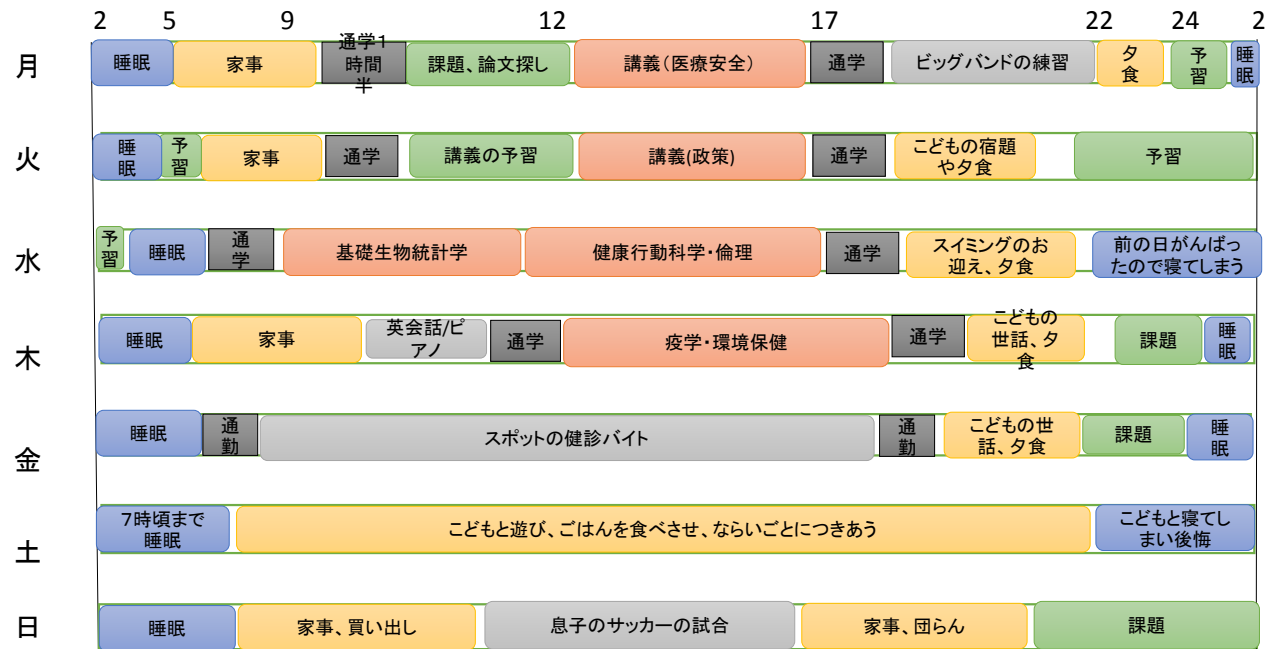 2 5 9 12 17 22 24 2
月
睡眠
家事
通学1
時間
半
課題、論文探し
講義(医療安全)
通学
ビッグバンドの練習
夕
食
予
習
睡
眠
火
睡
眠
予
習
家事
通学
講義の予習
講義(政策)
通学
こどもの宿題
や夕食
予習
水
予
習
睡眠
通
学
基礎生物統計学
健康行動科学・倫理
通学
スイミングのお
迎え、夕食
前の日がんばっ
たので寝てしまう
木
睡眠
家事
英会話/ピ
アノ
通学
疫学・環境保健
通学
こどもの
世話、夕
食
課題
睡
眠
金
睡眠
通
勤
スポットの健診バイト
通
勤
こどもの世
話、夕食
課題
睡
眠
土
7時頃まで
睡眠
こどもと遊び、ごはんを食べさせ、ならいごとにつきあう
こどもと寝てし
まい後悔
日
睡眠
家事、買い出し
息子のサッカーの試合
家事、団らん
課題